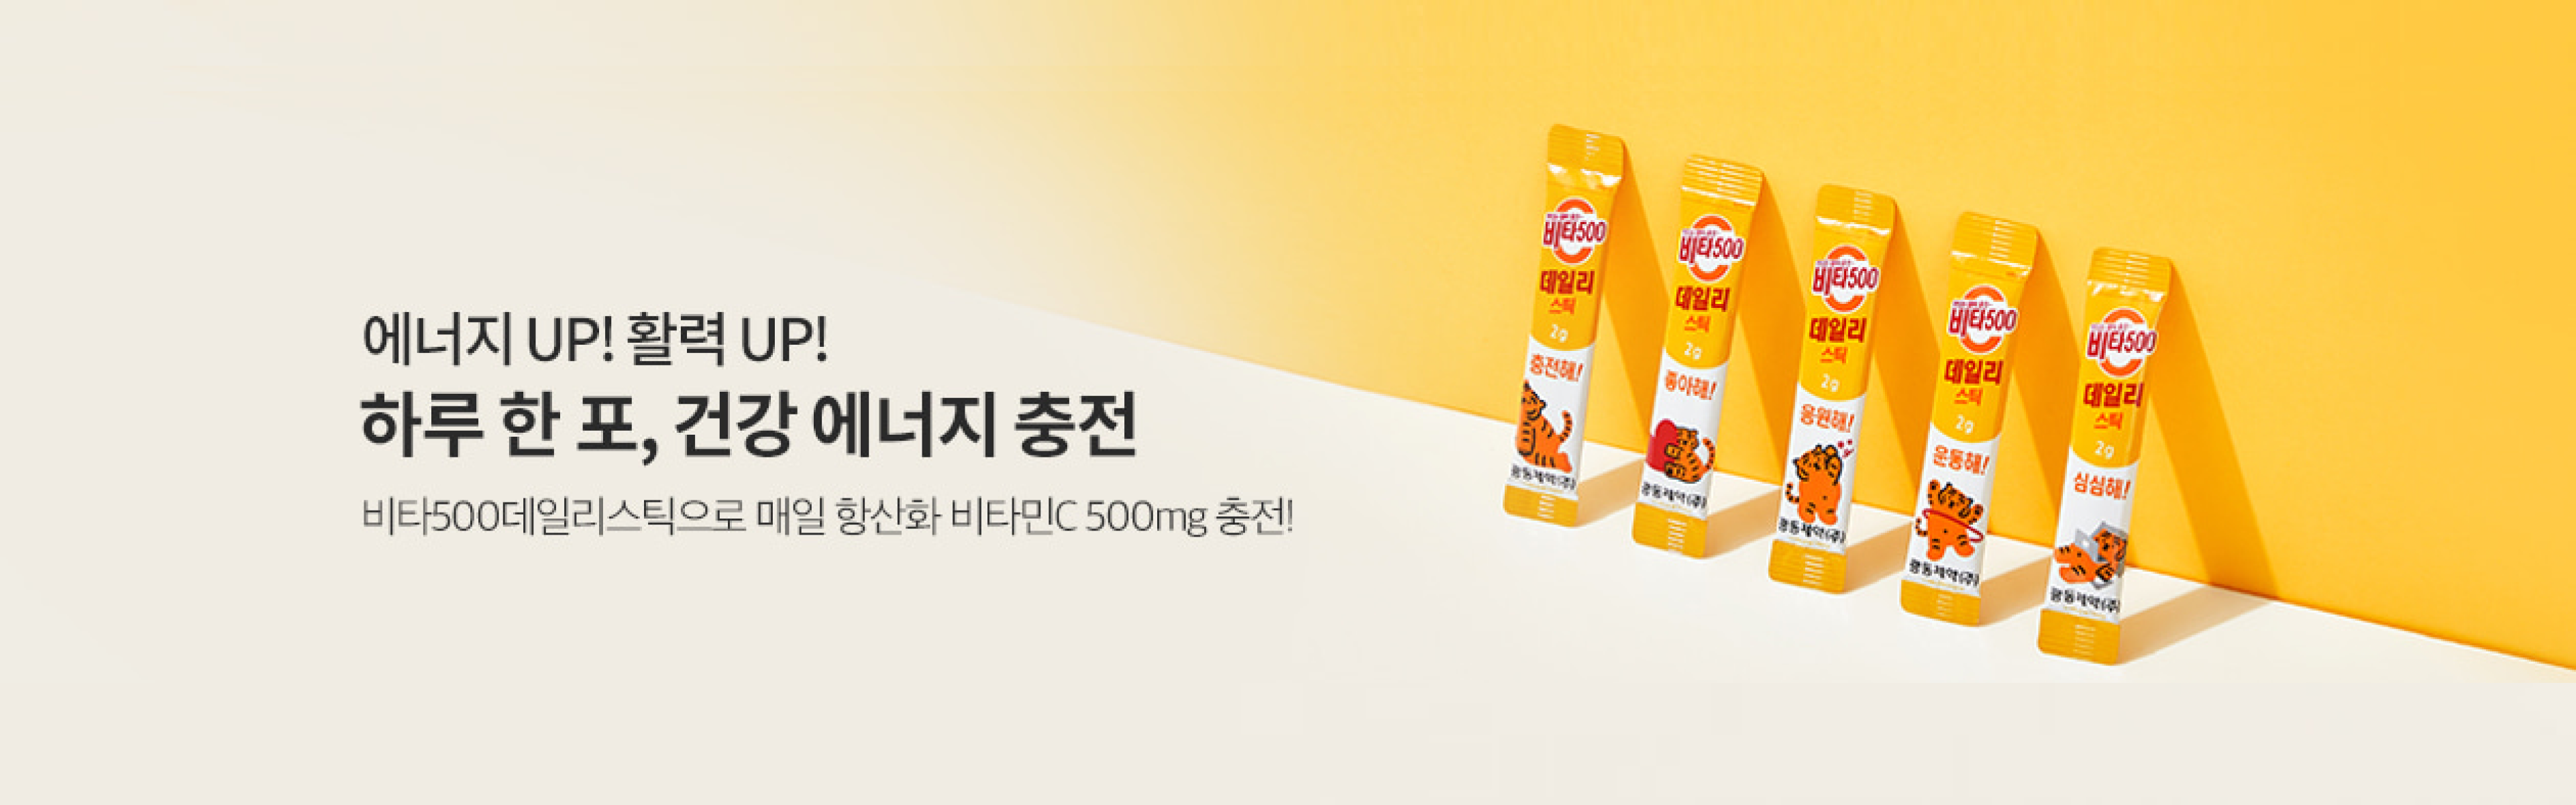 에너지 UP! 활력 UP!
하루 한 포, 건강 에너지 충전
비타500데일리스틱으로 매일 항산화 비타민C 500mg 충전!
비타500
데일리
스틱
2g
충전해!
광동제약(주)
비타500
데일리
스틱
2g
좋아해!
광동제약(주)
비타500
데일리
스틱
2g
응원해!
광동제약(주)
비타500
데일리
스틱
2g
운동해!
광동제약(주)
비타500
데일리
스틱
2g
심심해!
광동제약(주)